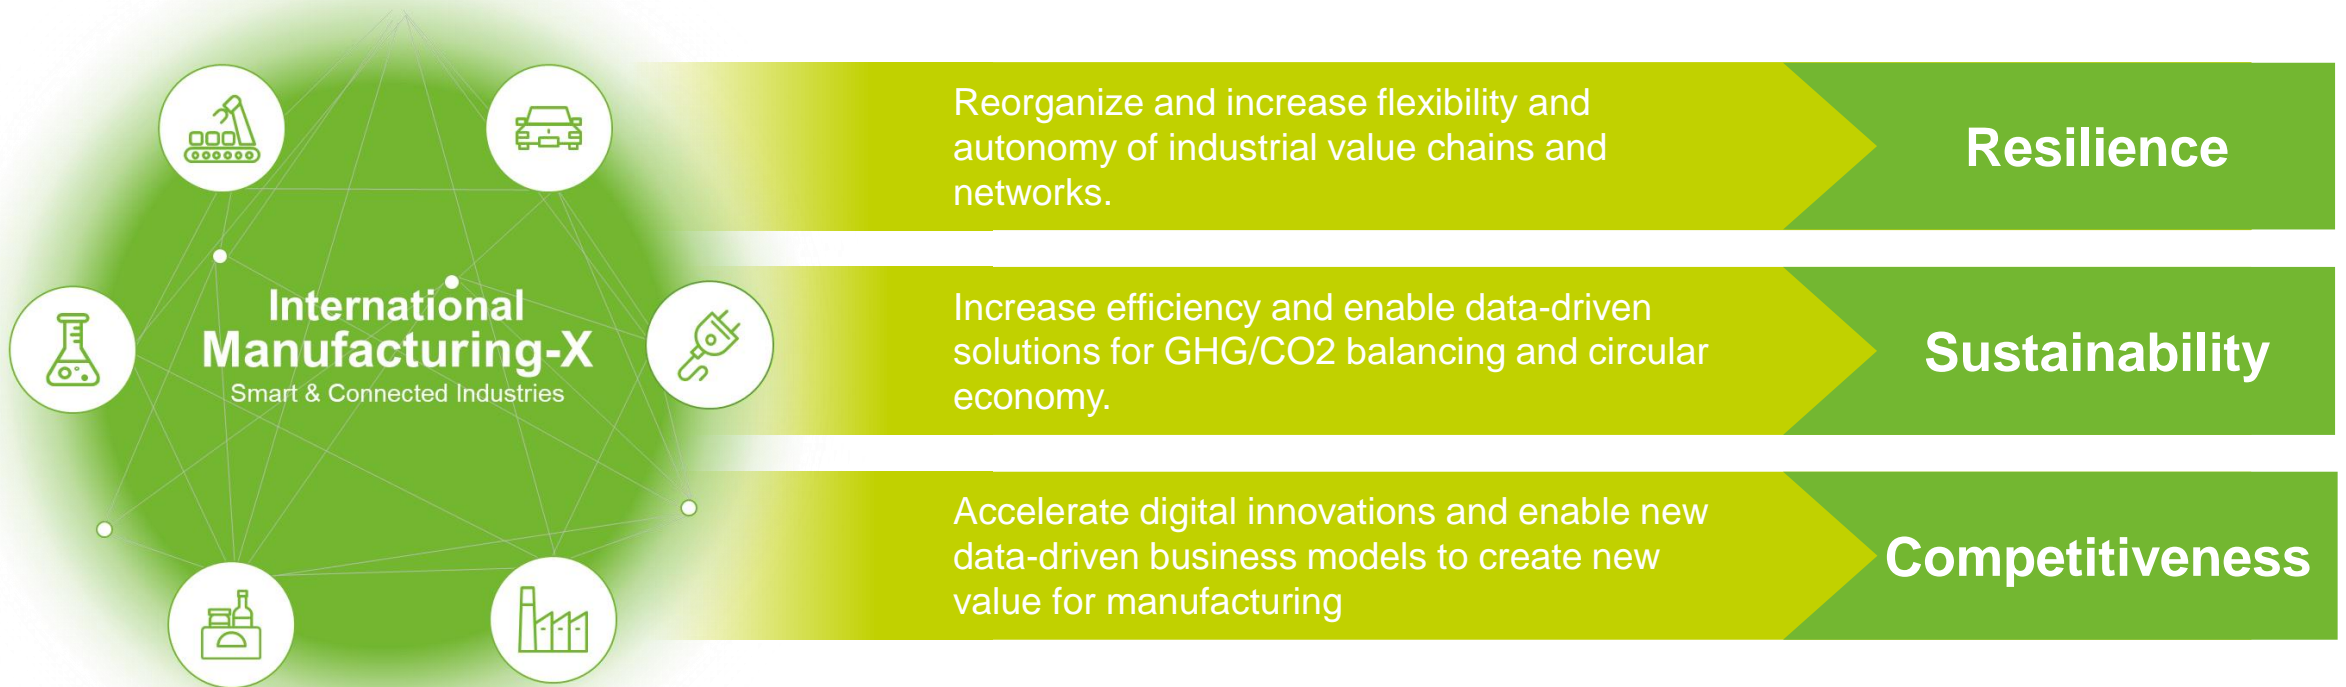 International
Manufacturing-X
Smart & Connected Industries
Reorganize and increase flexibility and
autonomy of industrial value chains and
networks.
Resilience
Increase efficiency and enable data-driven
solutions for GHG/CO2 balancing and circular
economy.
Sustainability
Accelerate digital innovations and enable new
data-driven business models to create new
value for manufacturing
Competitiveness